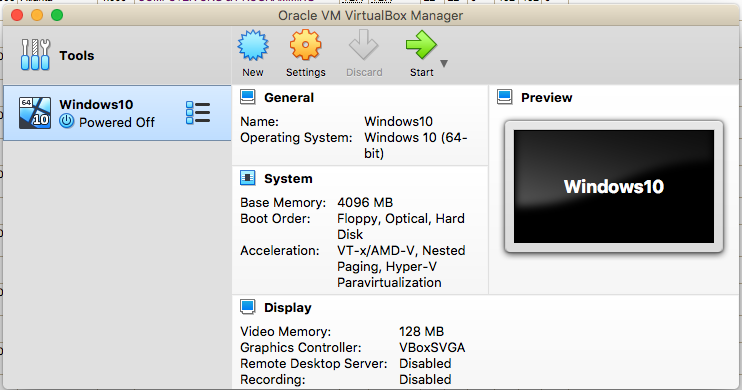 Oracle VM VirtualBox Manager
Tools
New
Settings
Discard
Start
64
10
Windows10
Powered Off
General
Name: Windows10
Operating System: Windows 10 (64-
bit)
System
Base Memory: 4096 MB
Boot Order: Floppy, Optical, Hard
Disk
Acceleration: VT-x/AMD-V, Nested
Paging, Hyper-V
Paravirtualization
Display
Video Memory: 128 MB
Graphics Controller: VBoxSVGA
Remote Desktop Server: Disabled
Recording: Disabled
Preview
Windows10